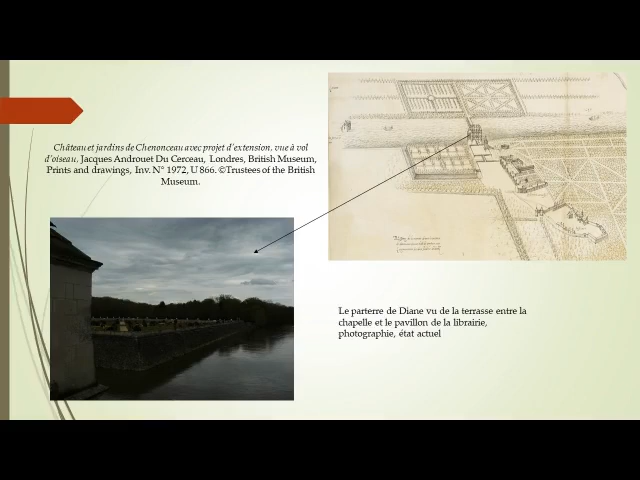 Château et jardins de Chenonceau avec projet d'extension, vue à vol
d'oiseau, Jacques Androuet Du Cerceau, Londres, British Museum,
Prints and drawings, Inv. N° 1972, U 866. ©Trustees of the British
Museum.
Le parterre de Diane vu de la terrasse entre la
chapelle et le pavillon de la librairie,
photographie, état actuel